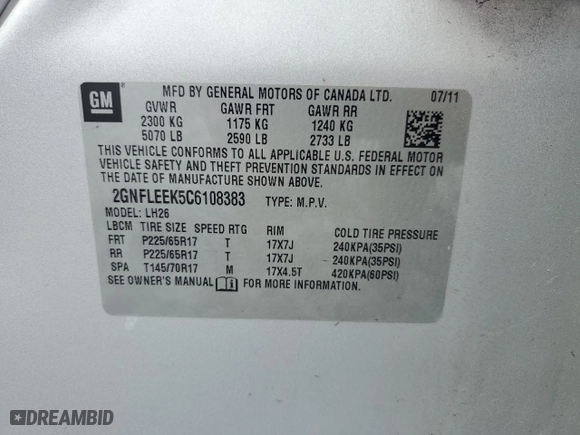 GM
MFD BY GENERAL MOTORS OF CANADA LTD. 07/11
GVWR GAWR FRT GAWR RR
2300 KG 1175 KG 1240 KG
5070 LB 2590 LB 2733 LB
THIS VEHICLE CONFORMS TO ALL APPLICABLE U.S. FEDERAL MOTOR
VEHICLE SAFETY AND THEFT PREVENTION STANDARDS IN EFFECT ON
THE DATE OF MANUFACTURE SHOWN ABOVE.
2GNFLEEK5C6108383 TYPE: M.P.V.
MODEL: LH26
LBCM TIRE SIZE SPEED RTG RIM COLD TIRE PRESSURE
FRT P225/65R17 T 17X7J 240KPA(35PSI)
RR P225/65R17 T 17X7J 240KPA(35PSI)
SPA T145/70R17 M 17X4.5T 420KPA(60PSI)
SEE OWNER'S MANUAL FOR MORE INFORMATION.
DREAMBID